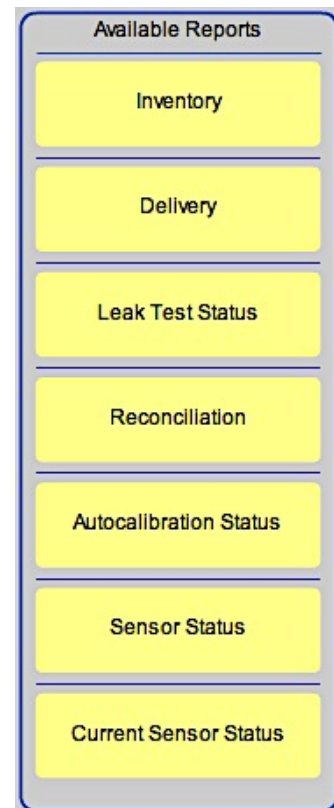 Available Reports
Inventory
Delivery
Leak Test Status
Reconciliation
Autocalibration Status
Sensor Status
Current Sensor Status